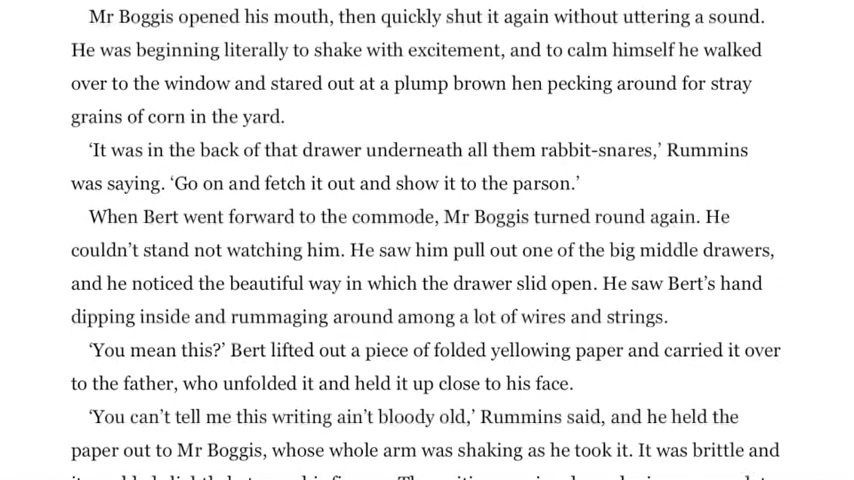 Mr Boggis opened his mouth, then quickly shut it again without uttering a sound.
He was beginning literally to shake with excitement, and to calm himself he walked
over to the window and stared out at a plump brown hen pecking around for stray
grains of corn in the yard.
‘It was in the back of that drawer underneath all them rabbit-snares,’ Rummins
was saying. ‘Go on and fetch it out and show it to the parson.’
When Bert went forward to the commode, Mr Boggis turned round again. He
couldn’t stand not watching him. He saw him pull out one of the big middle drawers,
and he noticed the beautiful way in which the drawer slid open. He saw Bert’s hand
dipping inside and rummaging around among a lot of wires and strings.
‘You mean this?’ Bert lifted out a piece of folded yellowing paper and carried it over
to the father, who unfolded it and held it up close to his face.
‘You can’t tell me this writing ain’t bloody old,’ Rummins said, and he held the
paper out to Mr Boggis, whose whole arm was shaking as he took it. It was brittle and